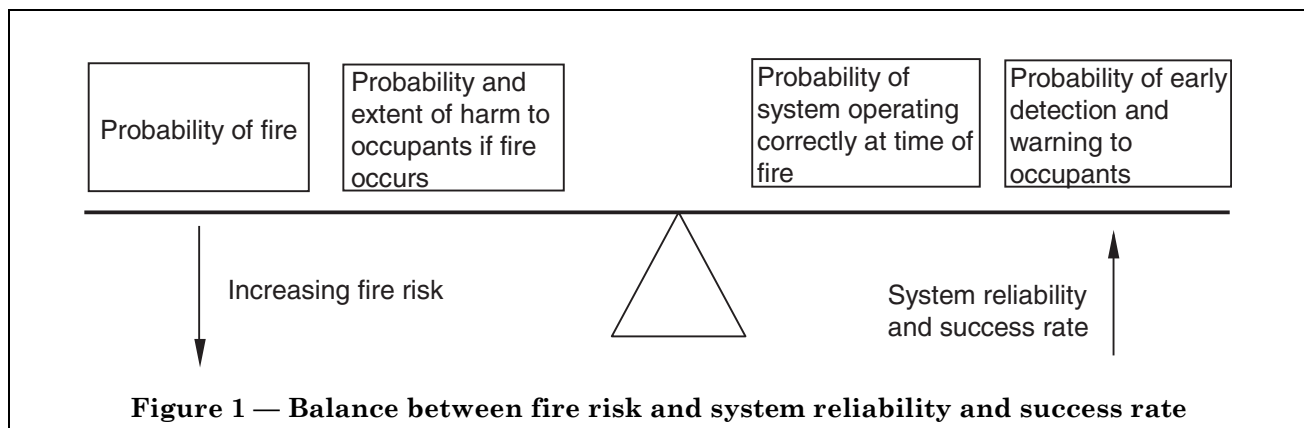 Probability of fire
Probability and
extent of harm to
occupants if fire
occurs
Probability of
system operating
correctly at time of
fire
Probability of early
detection and
warning to
occupants
Increasing fire risk
System reliability
and success rate
Figure 1 — Balance between fire risk and system reliability and success rate